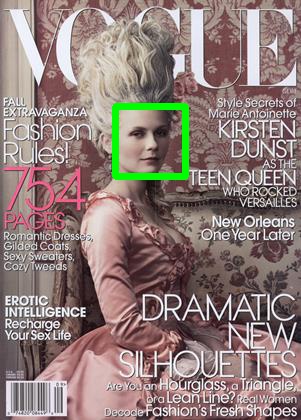 VOGUE
FALL
EXTRAVAGANZA
Fashion
Rules!
754
PAGES
Romantic Dresses,
Gilded Coats,
Sexy Sweaters,
Cozy Tweeds
EROTIC
INTELLIGENCE
Recharge
Your Sex Life
Style Secrets of
Marie Antoinette
KIRSTEN
DUNST
AS THE
TEEN QUEEN
WHO ROCKED
VERSAILLES
New Orleans
One Year Later
DRAMATIC
NEW
SILHOUETTES
Are You an Hourglass, a Triangle,
or a Lean Line? Real Women
Decode Fashion's Fresh Shapes